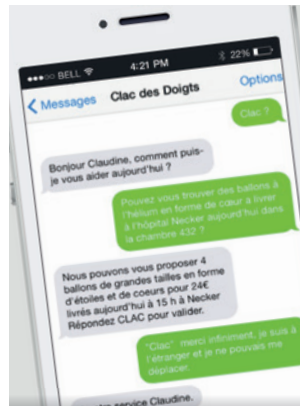 BELL 4:21 PM 22%
Messages Clac des Doigts Options
Clac ?
Bonjour Claudine, comment puis-
je vous aider aujourd'hui ?
Pouvez vous trouver des ballons à
l'hélium en forme de cœur a livrer
à l'hôpital Necker aujourd'hui dans
la chambre 432 ?
Nous pouvons vous proposer 4
ballons de grandes tailles en forme
d'étoiles et de coeurs pour 24€
livrés aujourd'hui à 15 h à Necker
Répondez CLAC pour valider.
"Clac" merci infiniment, je suis à
l'étranger et je ne pouvais me
déplacer.
service Claudine,